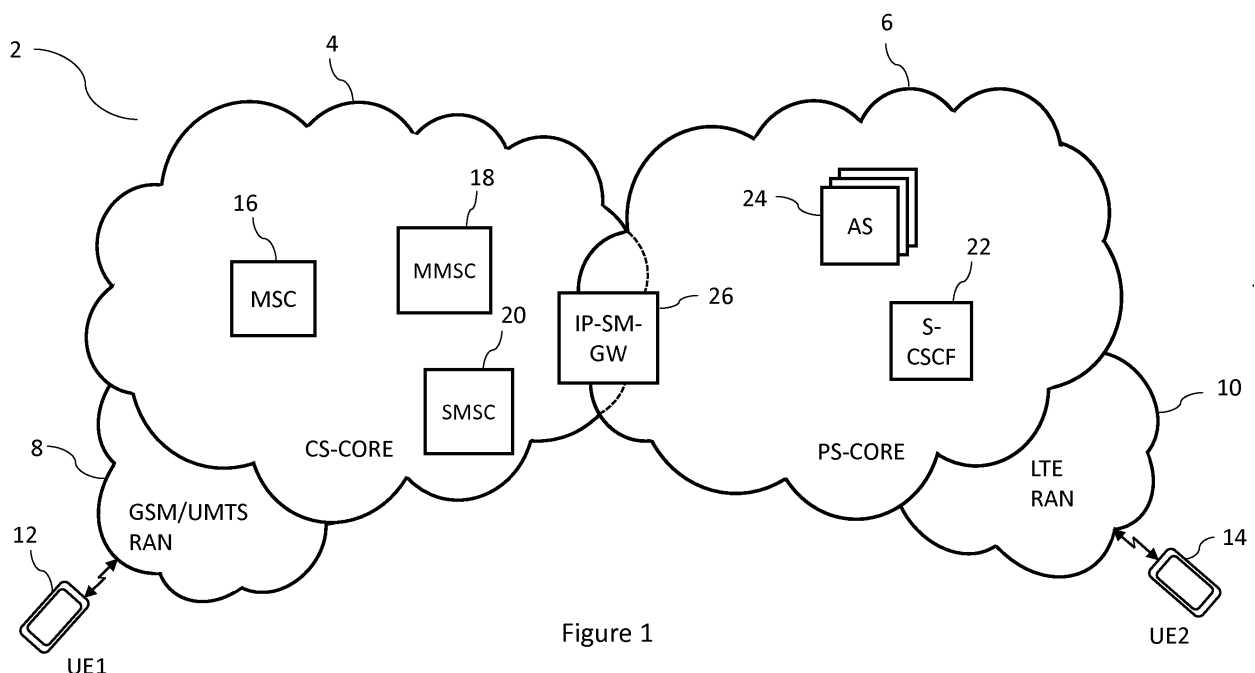 2
4
6
16
MSC
18
MMSC
20
SMSC
CS-CORE
IP-SM-
GW
26
24
AS
22
S-
CSCF
PS-CORE
10
LTE
RAN
8
GSM/UMTS
RAN
12
UE1
14
UE2
Figure 1